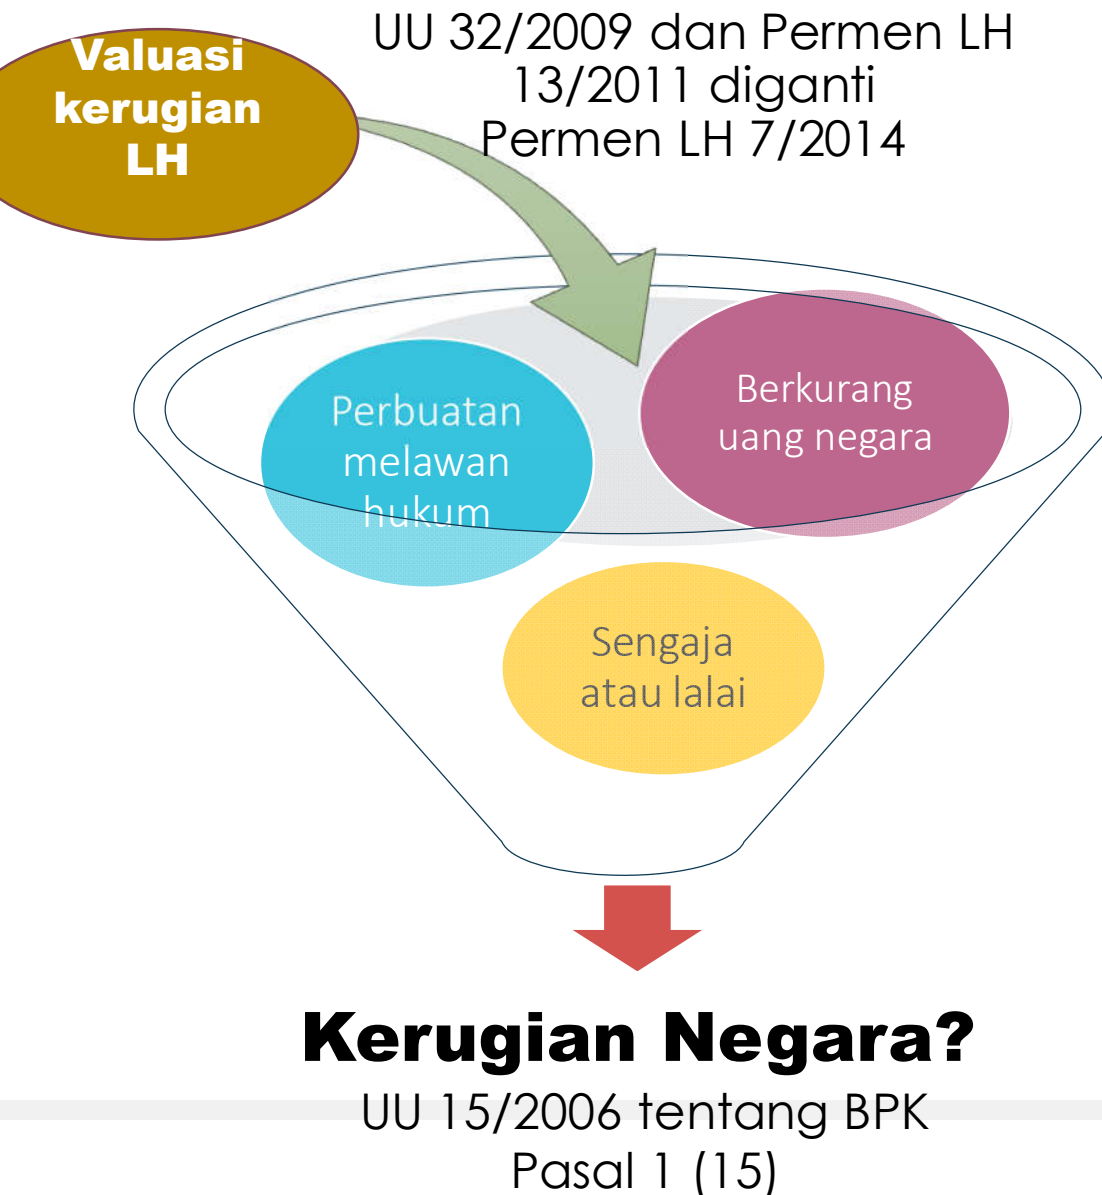 Valuasi
kerugian
LH
UU 32/2009 dan Permen LH
13/2011 diganti
Permen LH 7/2014
Perbuatan
melawan
hukum
Berkurang
uang negara
Sengaja
atau lalai
Kerugian Negara?
UU 15/2006 tentang BPK
Pasal 1 (15)